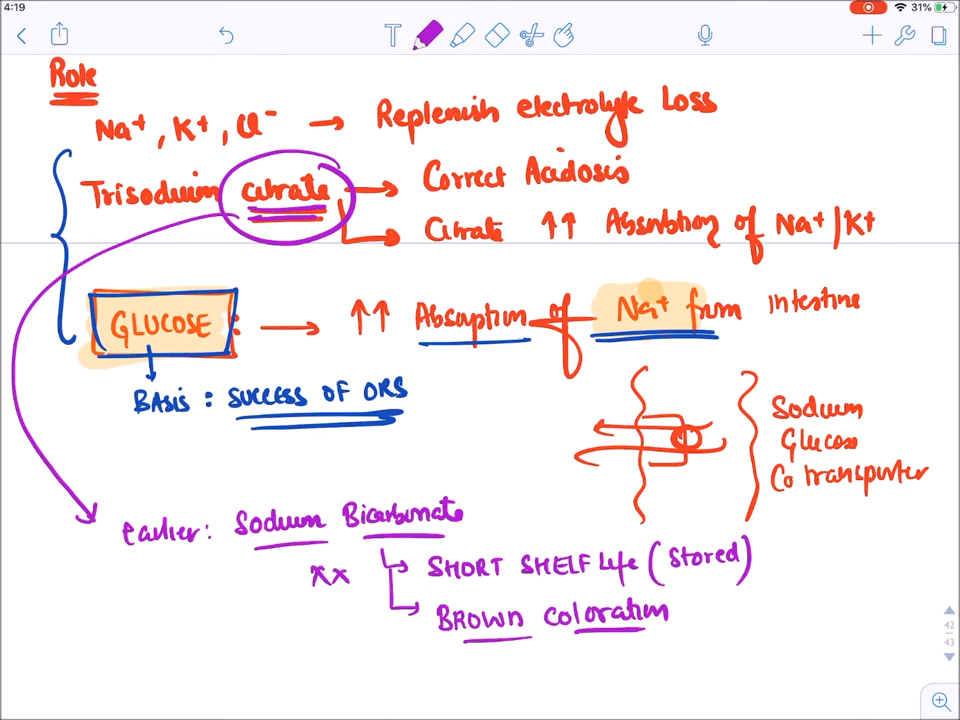 4:19
31%
T
Role
Na+, K+, Cl- → Replenish electrolyte Loss
Trisodium citrate → Correct Acidosis
→ Citrate ↑↑ Absorbtion of Na+/K+
GLUCOSE : → ↑↑ Absorption of Na+ from intestine
BASIS : SUCCESS OF ORS
Sodium
Glucose
Co transporter
Earlier: Sodium Bicarbonate
xx → SHORT SHELF Life (Stored)
→ BROWN Coloration
42
43